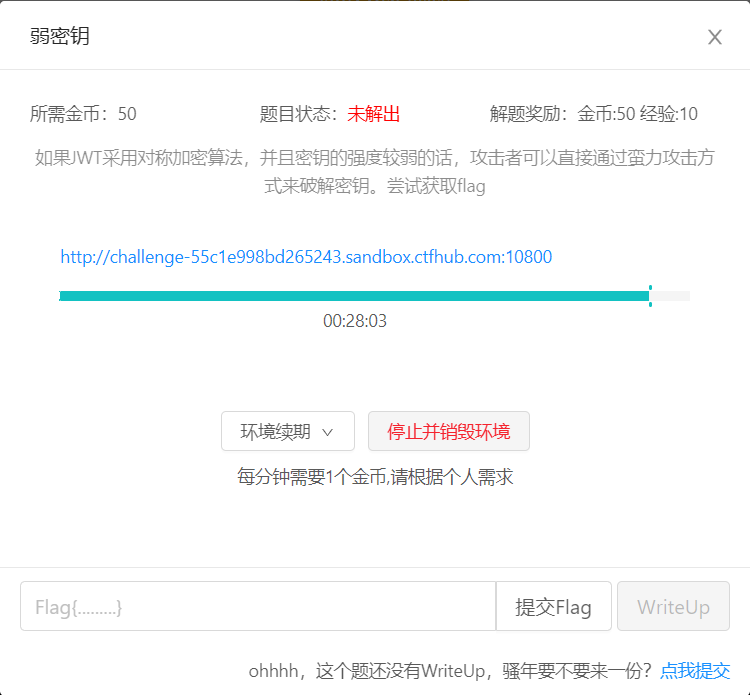 弱密钥
所需金币：50 题目状态：未解出 解题奖励：金币:50 经验:10
如果JWT采用对称加密算法，并且密钥的强度较弱的话，攻击者可以直接通过蛮力攻击方
式来破解密钥。尝试获取flag
http://challenge-55c1e998bd265243.sandbox.ctfhub.com:10800
00:28:03
环境续期 停止并销毁环境
每分钟需要1个金币,请根据个人需求
Flag{.........} 提交Flag WriteUp
ohhhh，这个题还没有WriteUp，骚年要不要来一份？点我提交